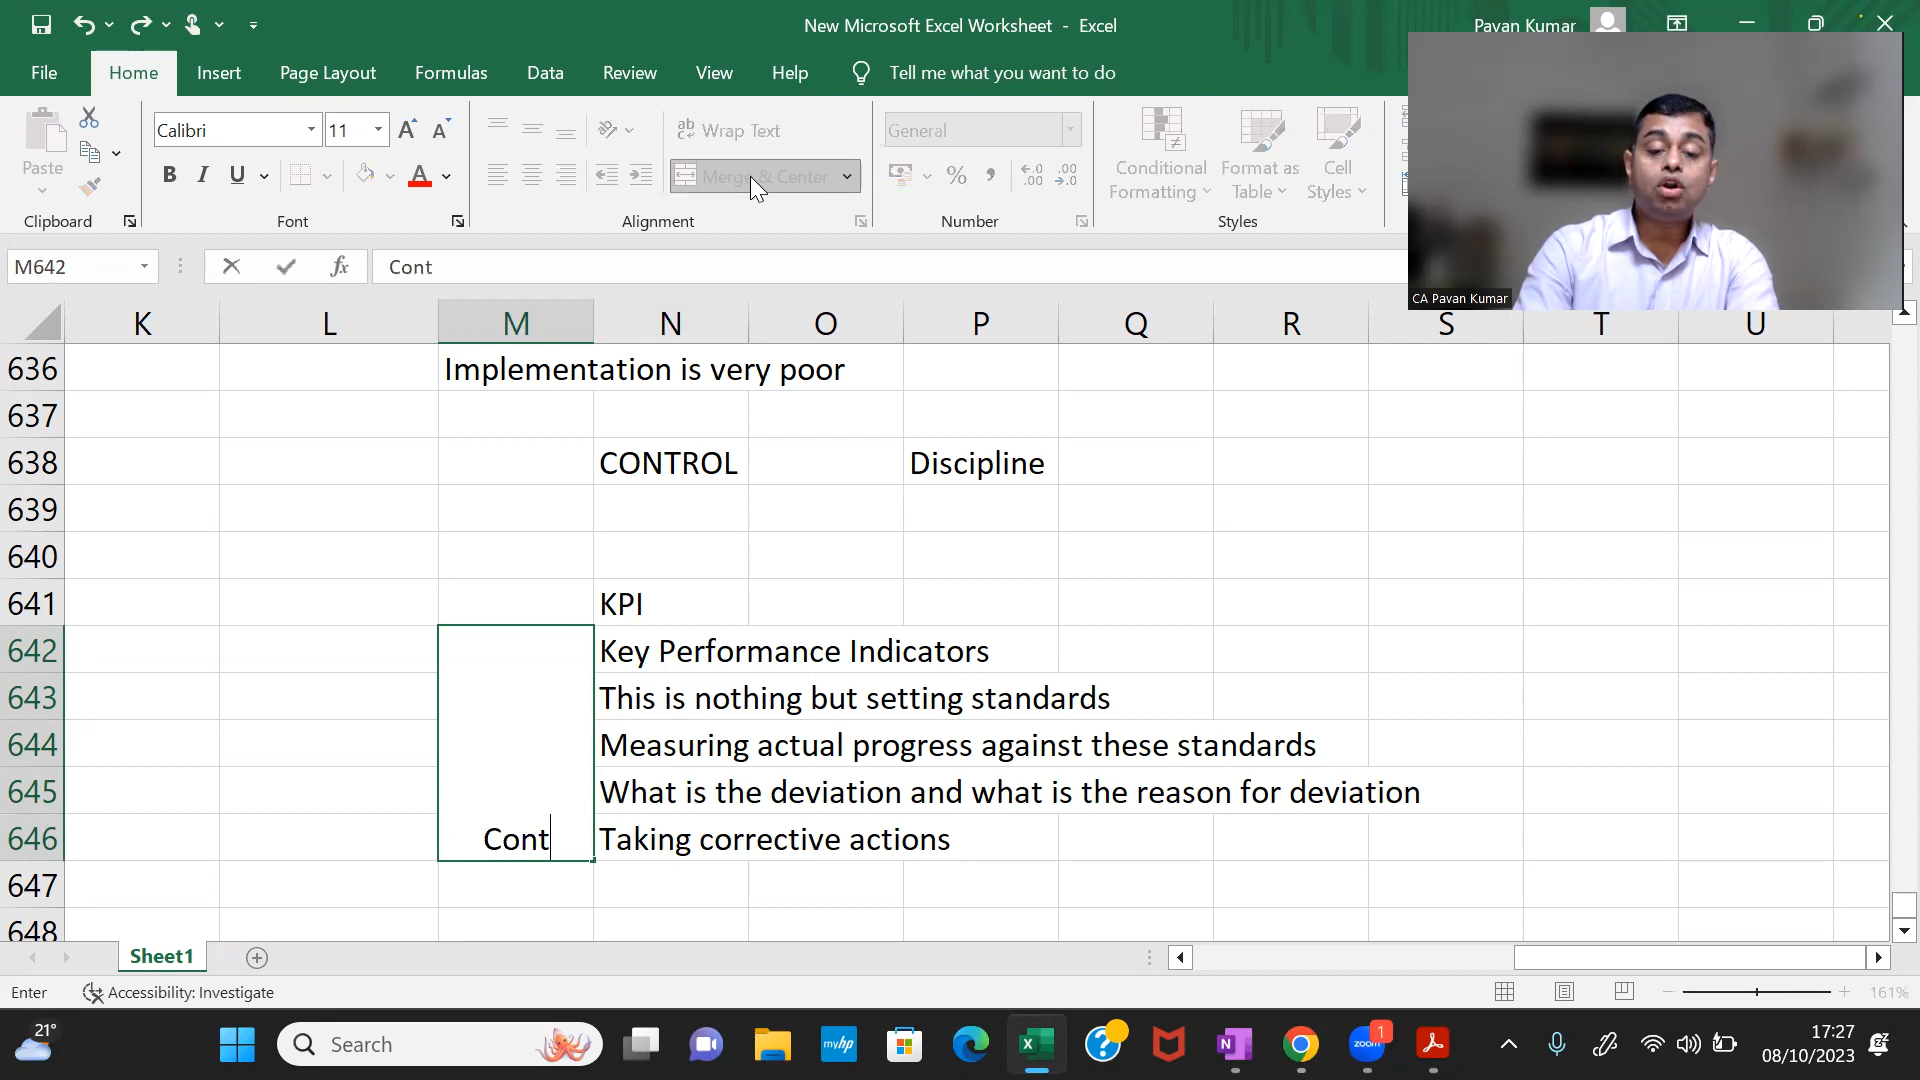 New Microsoft Excel Worksheet - Excel
Pavan Kumar
File Home Insert Page Layout Formulas Data Review View Help Tell me what you want to do
Paste
Calibri 11
B I U
Wrap Text
Merge & Center
General
Conditional Formatting
Format as Table
Cell Styles
Clipboard Font Alignment Number Styles
CA Pavan Kumar
M642 fx Cont
K L M N O P Q R S T U
636 Implementation is very poor
637
638 CONTROL Discipline
639
640
641 KPI
642 Key Performance Indicators
643 This is nothing but setting standards
644 Measuring actual progress against these standards
645 What is the deviation and what is the reason for deviation
646 Cont Taking corrective actions
647
648
Sheet1
Enter Accessibility: Investigate 161%
21° Search myhp zoom 1 17:27
08/10/2023